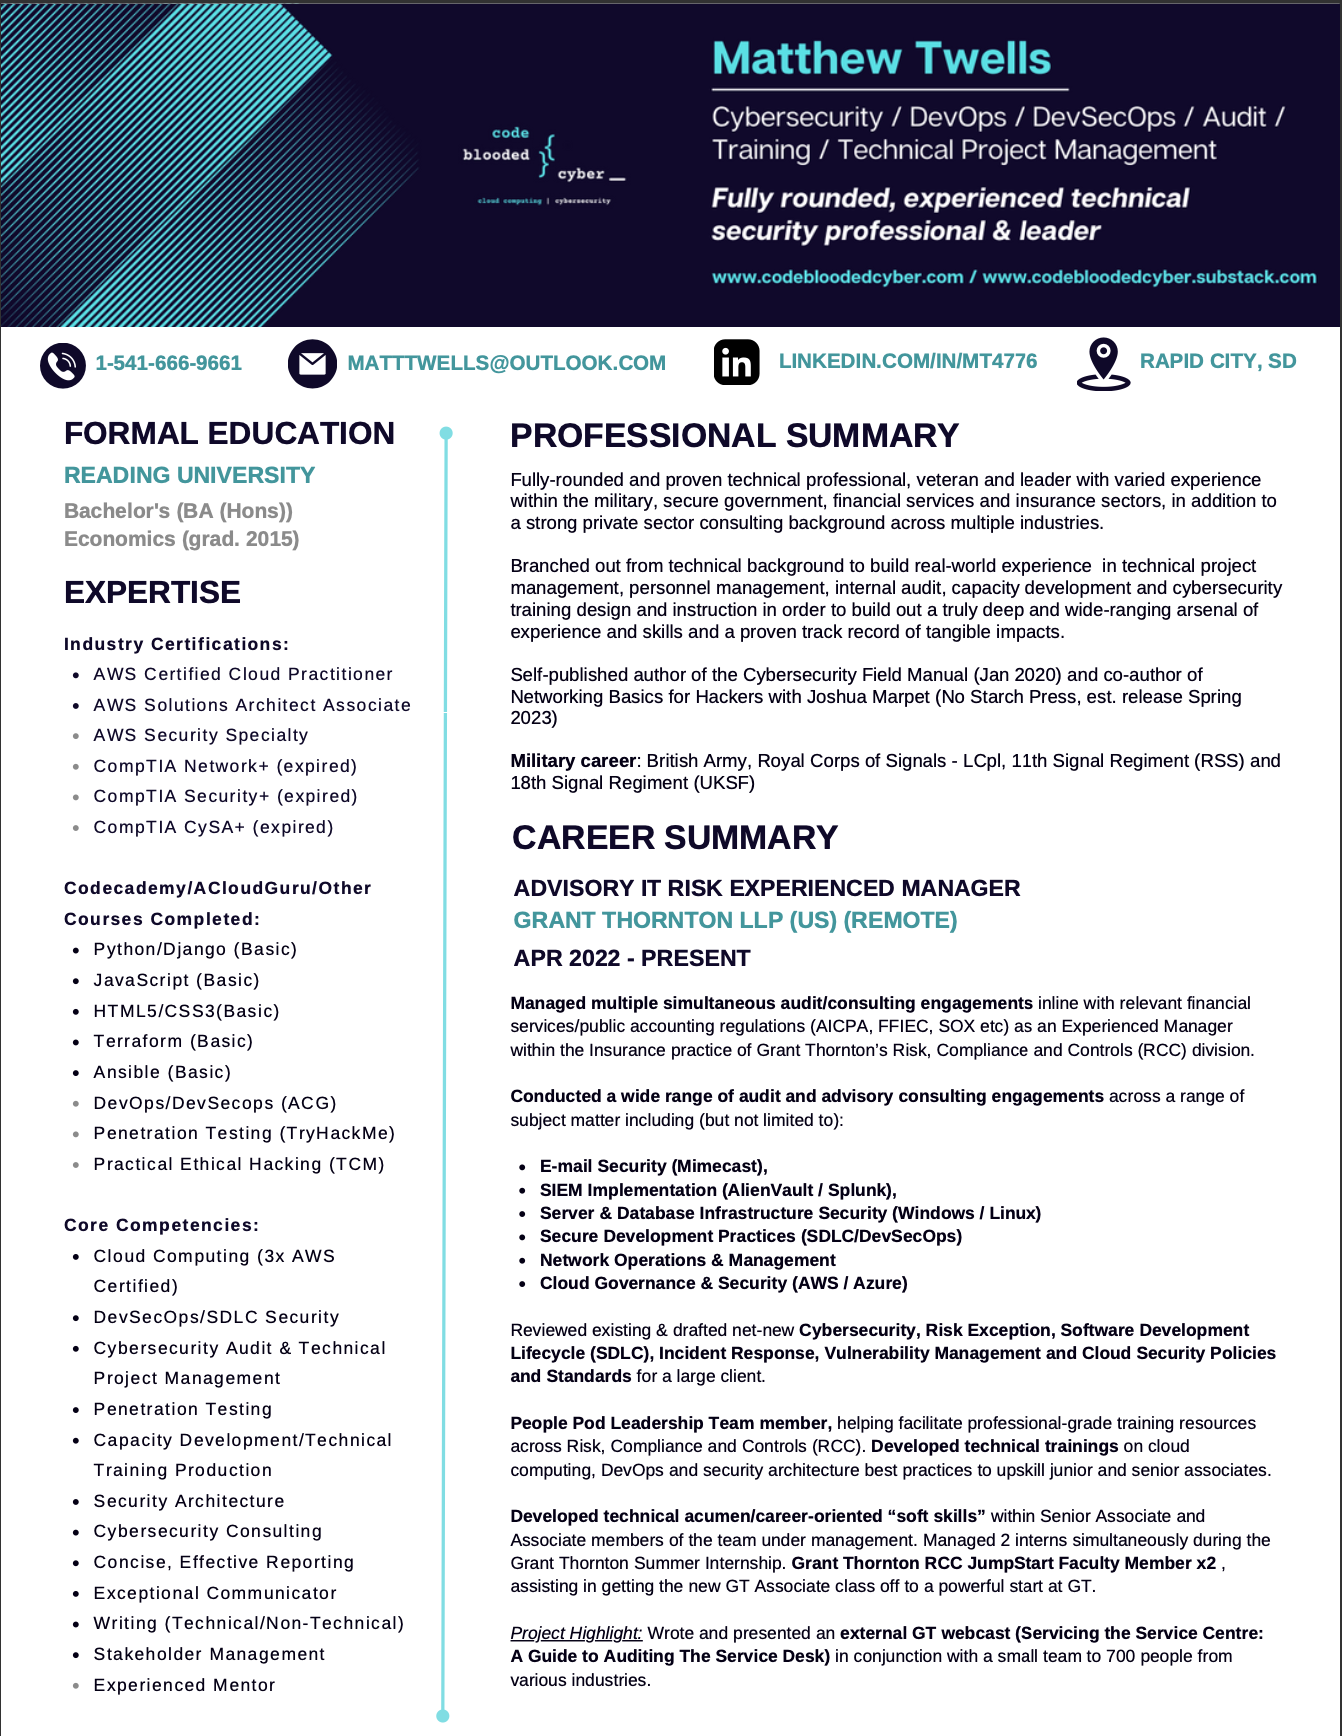 Matthew Twells
Cybersecurity / DevOps / DevSecOps / Audit /
Training / Technical Project Management
Fully rounded, experienced technical
security professional & leader
www.codebloodedcyber.com / www.codebloodedcyber.substack.com
code
blooded {
} cyber __
cloud computing | cybersecurity
1-541-666-9661
MATTTWELLS@OUTLOOK.COM
in
LINKEDIN.COM/IN/MT4776
RAPID CITY, SD
FORMAL EDUCATION
READING UNIVERSITY
Bachelor's (BA (Hons))
Economics (grad. 2015)
EXPERTISE
Industry Certifications:
• AWS Certified Cloud Practitioner
• AWS Solutions Architect Associate
• AWS Security Specialty
• CompTIA Network+ (expired)
• CompTIA Security+ (expired)
• CompTIA CySA+ (expired)
Codecademy/ACloudGuru/Other
Courses Completed:
• Python/Django (Basic)
• JavaScript (Basic)
• HTML5/CSS3(Basic)
• Terraform (Basic)
• Ansible (Basic)
• DevOps/DevSecops (ACG)
• Penetration Testing (TryHackMe)
• Practical Ethical Hacking (TCM)
Core Competencies:
• Cloud Computing (3x AWS
Certified)
• DevSecOps/SDLC Security
• Cybersecurity Audit & Technical
Project Management
• Penetration Testing
• Capacity Development/Technical
Training Production
• Security Architecture
• Cybersecurity Consulting
• Concise, Effective Reporting
• Exceptional Communicator
• Writing (Technical/Non-Technical)
• Stakeholder Management
• Experienced Mentor
PROFESSIONAL SUMMARY
Fully-rounded and proven technical professional, veteran and leader with varied experience
within the military, secure government, financial services and insurance sectors, in addition to
a strong private sector consulting background across multiple industries.
Branched out from technical background to build real-world experience in technical project
management, personnel management, internal audit, capacity development and cybersecurity
training design and instruction in order to build out a truly deep and wide-ranging arsenal of
experience and skills and a proven track record of tangible impacts.
Self-published author of the Cybersecurity Field Manual (Jan 2020) and co-author of
Networking Basics for Hackers with Joshua Marpet (No Starch Press, est. release Spring
2023)
Military career: British Army, Royal Corps of Signals - LCpl, 11th Signal Regiment (RSS) and
18th Signal Regiment (UKSF)
CAREER SUMMARY
ADVISORY IT RISK EXPERIENCED MANAGER
GRANT THORNTON LLP (US) (REMOTE)
APR 2022 - PRESENT
Managed multiple simultaneous audit/consulting engagements inline with relevant financial
services/public accounting regulations (AICPA, FFIEC, SOX etc) as an Experienced Manager
within the Insurance practice of Grant Thornton’s Risk, Compliance and Controls (RCC) division.
Conducted a wide range of audit and advisory consulting engagements across a range of
subject matter including (but not limited to):
• E-mail Security (Mimecast),
• SIEM Implementation (AlienVault / Splunk),
• Server & Database Infrastructure Security (Windows / Linux)
• Secure Development Practices (SDLC/DevSecOps)
• Network Operations & Management
• Cloud Governance & Security (AWS / Azure)
Reviewed existing & drafted net-new Cybersecurity, Risk Exception, Software Development
Lifecycle (SDLC), Incident Response, Vulnerability Management and Cloud Security Policies
and Standards for a large client.
People Pod Leadership Team member, helping facilitate professional-grade training resources
across Risk, Compliance and Controls (RCC). Developed technical trainings on cloud
computing, DevOps and security architecture best practices to upskill junior and senior associates.
Developed technical acumen/career-oriented “soft skills” within Senior Associate and
Associate members of the team under management. Managed 2 interns simultaneously during the
Grant Thornton Summer Internship. Grant Thornton RCC JumpStart Faculty Member x2 ,
assisting in getting the new GT Associate class off to a powerful start at GT.
Project Highlight: Wrote and presented an external GT webcast (Servicing the Service Centre:
A Guide to Auditing The Service Desk) in conjunction with a small team to 700 people from
various industries.